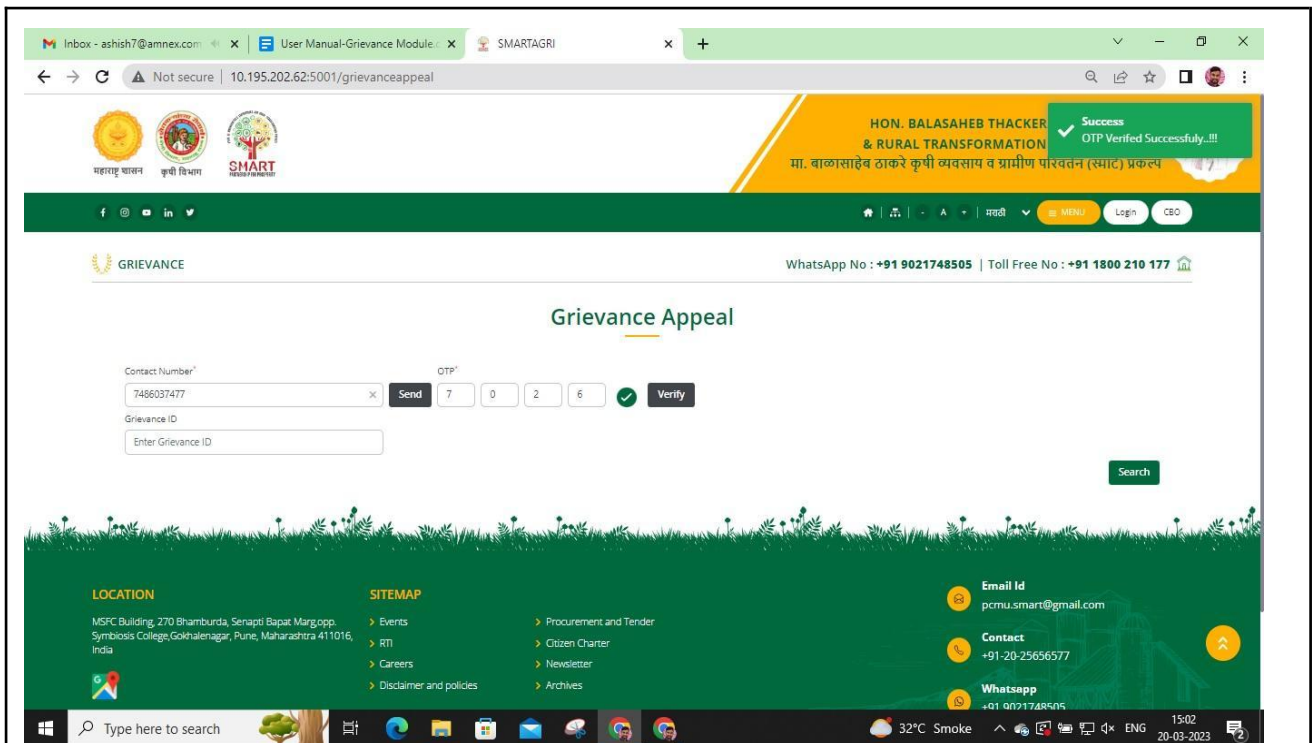 Inbox - ashish7@amnex.com
User Manual-Grievance Module.
SMARTAGRI
Not secure | 10.195.202.62:5001/grievanceappeal
महाराष्ट्र शासन
कृषी विभाग
SMART
HON. BALASAHEB THACKER
& RURAL TRANSFORMATION
मा. बाळासाहेब ठाकरे कृषी व्यवसाय व ग्रामीण परिवर्तन (स्मार्ट) प्रकल्प
Success
OTP Verifed Successfuly..!!!
- A + | मराठी
MENU
Login
CBO
GRIEVANCE
WhatsApp No : +91 9021748505 | Toll Free No : +91 1800 210 177
Grievance Appeal
Contact Number*
OTP*
7486037477
Send
7 0 2 6
Verify
Grievance ID
Enter Grievance ID
Search
LOCATION
MSFC Building, 270 Bhamburda, Senapti Bapat Marg,opp.
Symbiosis College,Gokhalenagar, Pune, Maharashtra 411016,
India
SITEMAP
> Events
> RTI
> Careers
> Disclaimer and policies
> Procurement and Tender
> Citizen Charter
> Newsletter
> Archives
Email Id
pcmu.smart@gmail.com
Contact
+91-20-25656577
Whatsapp
+91 9021748505
Type here to search
32°C Smoke
ENG
15:02
20-03-2023
2